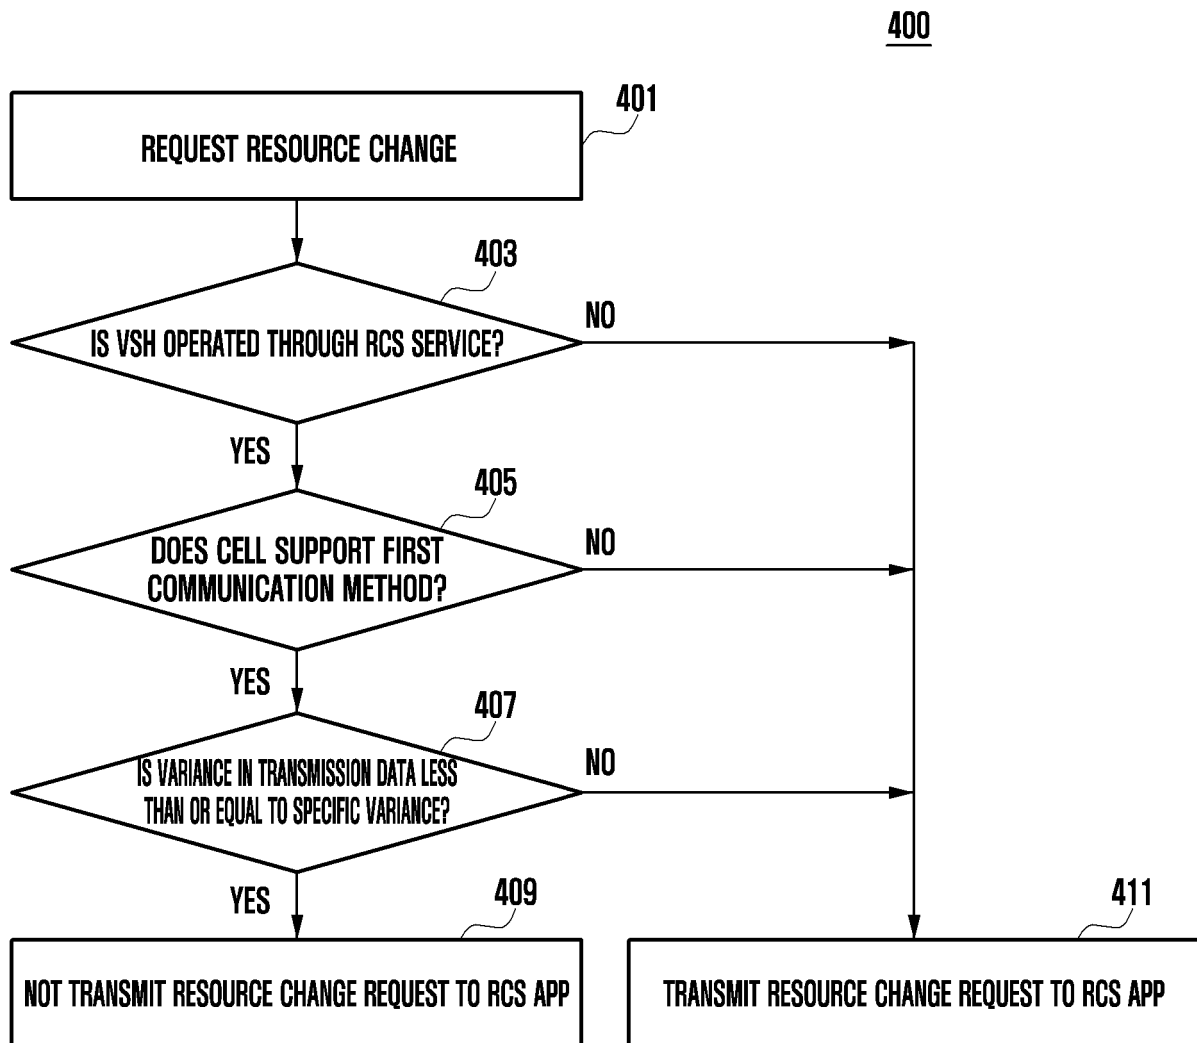 400
401
REQUEST RESOURCE CHANGE
403
IS VSH OPERATED THROUGH RCS SERVICE?
NO
YES
405
DOES CELL SUPPORT FIRST
COMMUNICATION METHOD?
NO
YES
407
IS VARIANCE IN TRANSMISSION DATA LESS
THAN OR EQUAL TO SPECIFIC VARIANCE?
NO
YES
409
NOT TRANSMIT RESOURCE CHANGE REQUEST TO RCS APP
411
TRANSMIT RESOURCE CHANGE REQUEST TO RCS APP